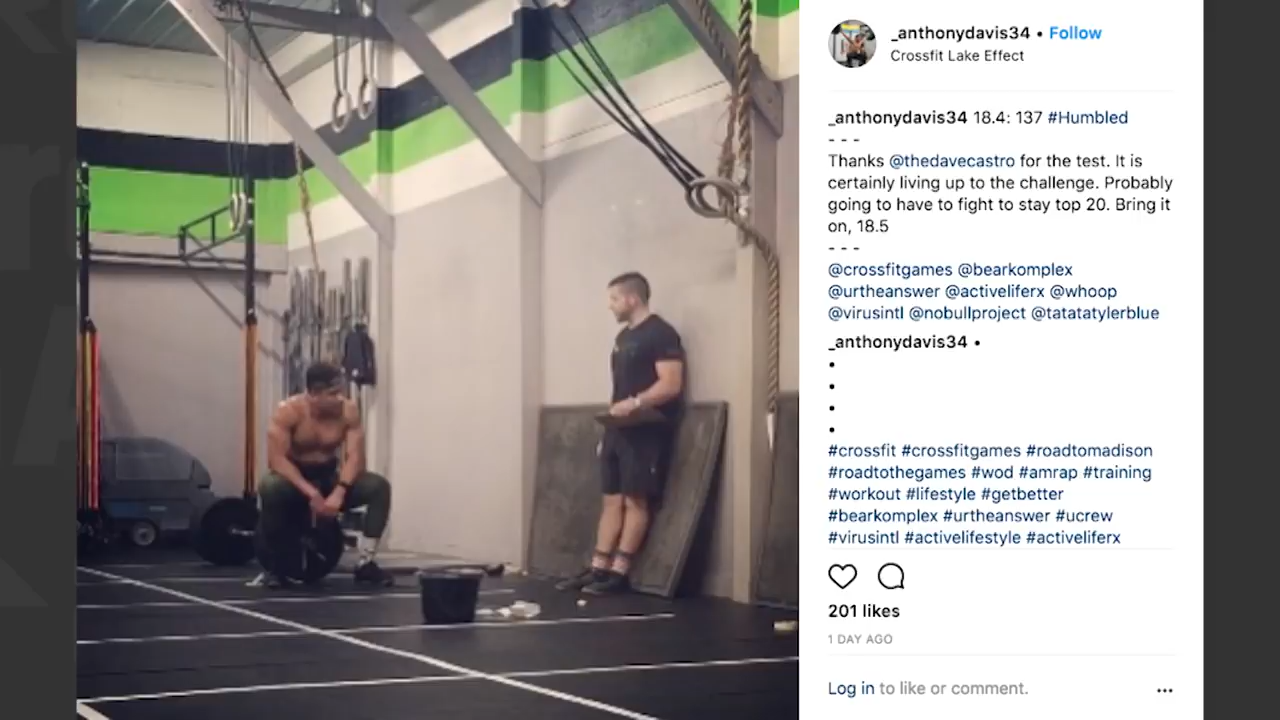 _anthonydavis34 • Follow
Crossfit Lake Effect
_anthonydavis34 18.4: 137 #Humbled
- - -
Thanks @thedavecastro for the test. It is
certainly living up to the challenge. Probably
going to have to fight to stay top 20. Bring it
on, 18.5
- - -
@crossfitgames @bearkomplex
@urtheanswer @activeliferx @whoop
@virusintl @nobullproject @tatatatylerblue
_anthonydavis34 •
•
•
•
•
#crossfit #crossfitgames #roadtomadison
#roadtothegames #wod #amrap #training
#workout #lifestyle #getbetter
#bearkomplex #urtheanswer #ucrew
#virusintl #activelifestyle #activeliferx
201 likes
1 DAY AGO
Log in to like or comment.